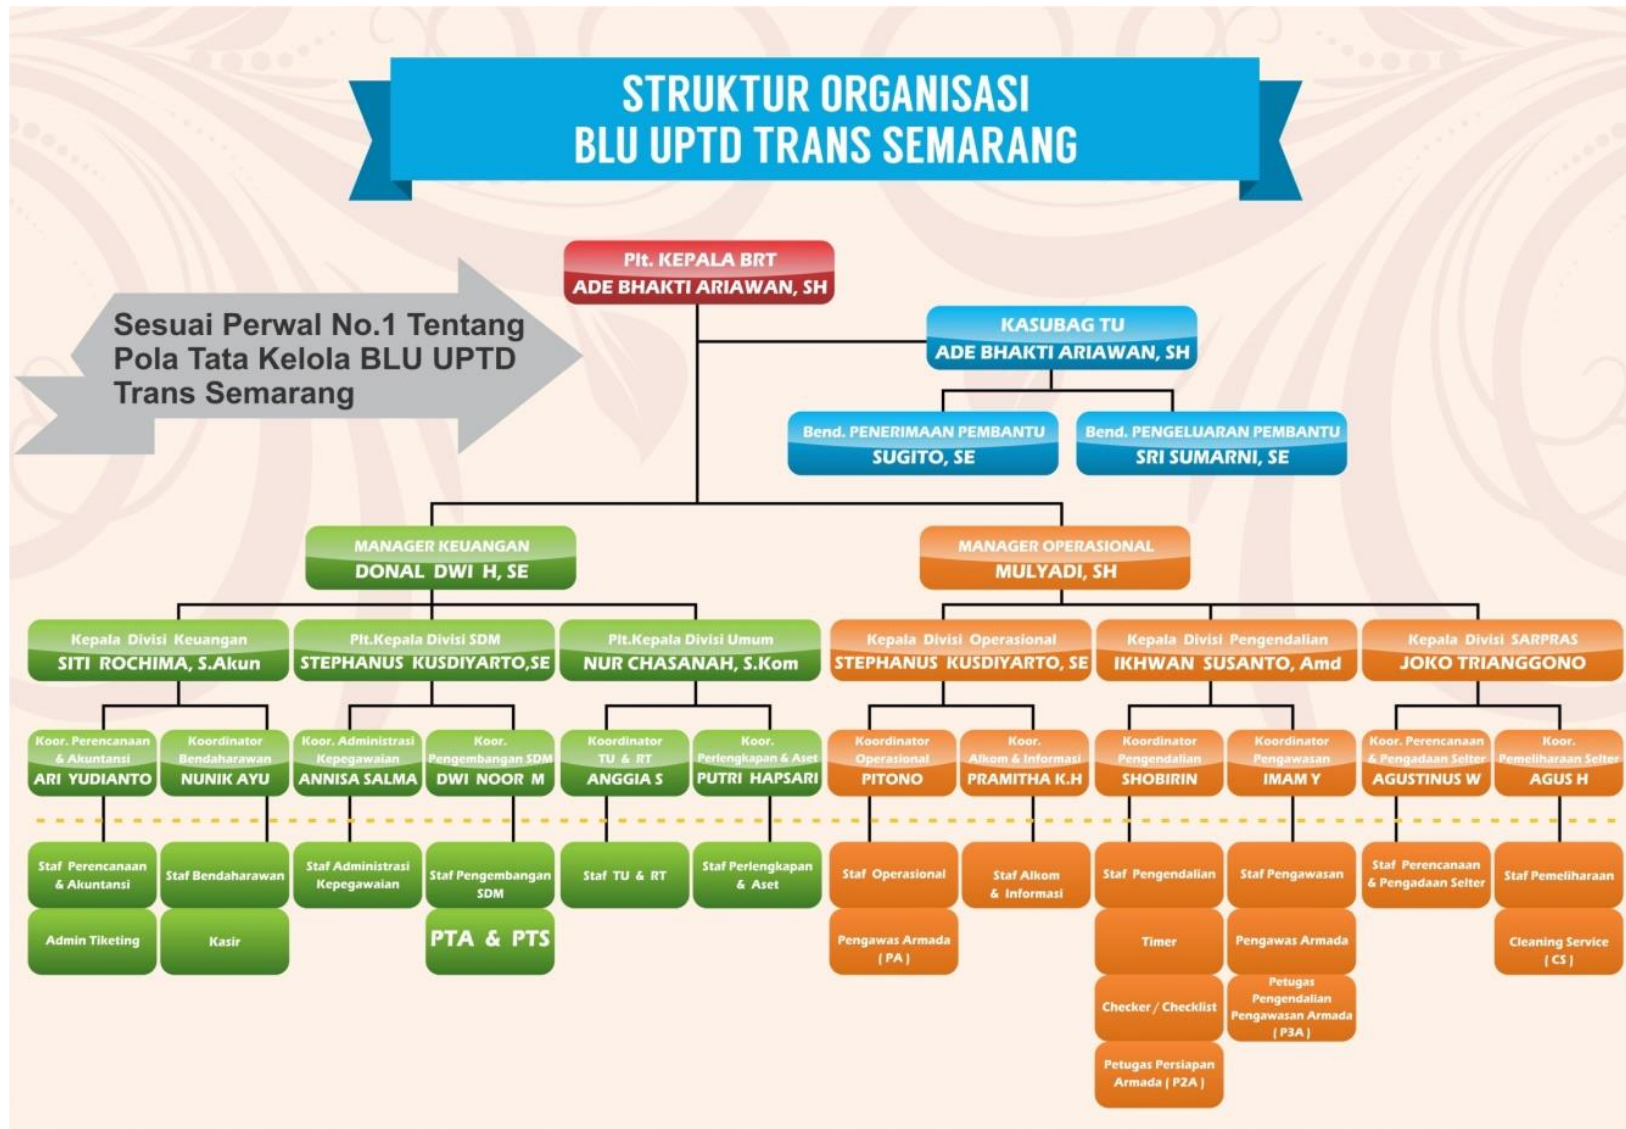 STRUKTUR ORGANISASI
BLU UPTD TRANS SEMARANG
Plt. KEPALA BRT
ADE BHAKTI ARIAWAN, SH
Sesuai Perwal No.1 Tentang
Pola Tata Kelola BLU UPTD
Trans Semarang
KASUBAG TU
ADE BHAKTI ARIAWAN, SH
Bend. PENERIMAAN PEMBANTU
SUGITO, SE
Bend. PENGELUARAN PEMBANTU
SRI SUMARNI, SE
MANAGER KEUANGAN
DONAL DWI H, SE
MANAGER OPERASIONAL
MULYADI, SH
Kepala Divisi Keuangan
SITI ROCHIMA, S.Akun
Plt.Kepala Divisi SDM
STEPHANUS KUSDIYARTO,SE
Plt.Kepala Divisi Umum
NUR CHASANAH, S.Kom
Kepala Divisi Operasional
STEPHANUS KUSDIYARTO, SE
Kepala Divisi Pengendalian
IKHWAN SUSANTO, Amd
Kepala Divisi SARPRAS
JOKO TRIANGGONO
Koor. Perencanaan
& Akuntansi
ARI YUDIANTO
Koordinator
Bendaharawan
NUNIK AYU
Koor. Administrasi
Kepegawaian
ANNISA SALMA
Koor.
Pengembangan SDM
DWI NOOR M
Koordinator
TU & RT
ANGGIA S
Koor.
Perlengkapan & Aset
PUTRI HAPSARI
Koordinator
Operasional
PITONO
Koor.
Alkom & Informasi
PRAMITHA K.H
Koordinator
Pengendalian
SHOBIRIN
Koordinator
Pengawasan
IMAM Y
Koor. Perencanaan
& Pengadaan Selter
AGUSTINUS W
Koor.
Pemeliharaan Selter
AGUS H
Staf Perencanaan
& Akuntansi
Staf Bendaharawan
Staf Administrasi
Kepegawaian
Staf Pengembangan
SDM
Staf TU & RT
Staf Perlengkapan
& Aset
Staf Operasional
Staf Alkom
& Informasi
Staf Pengendalian
Staf Pengawasan
Staf Perencanaan
& Pengadaan Selter
Staf Pemeliharaan
Admin Tiketing
Kasir
PTA & PTS
Pengawas Armada
( PA )
Timer
Pengawas Armada
Cleaning Service
( CS )
Checker / Checklist
Petugas
Pengendalian
Pengawasan Armada
( P3A )
Petugas Persiapan
Armada ( P2A )